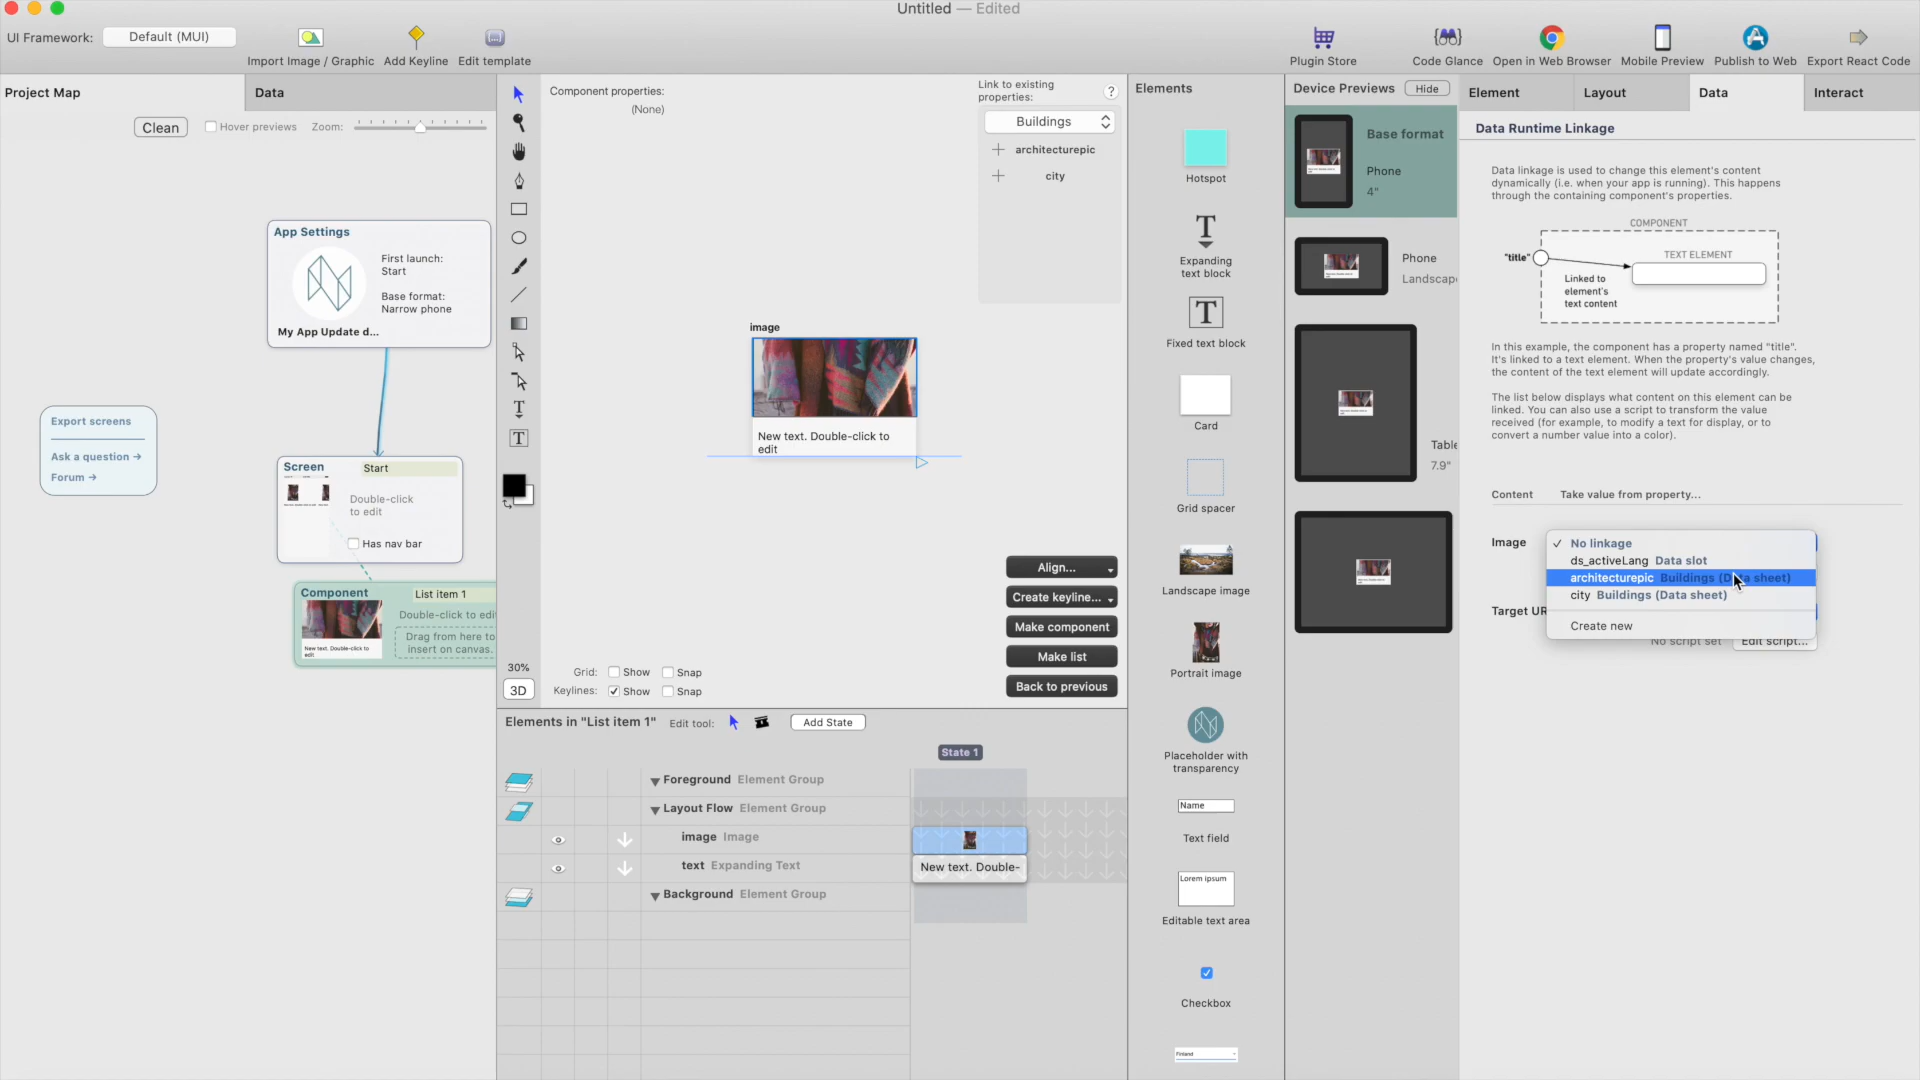 Untitled — Edited
UI Framework:
Default (MUI)
Import Image / Graphic
Add Keyline
Edit template
Plugin Store
Code Glance
Open in Web Browser
Mobile Preview
Publish to Web
Export React Code
Project Map
Data
Clean
Hover previews
Zoom:
App Settings
First launch:
Start
Base format:
Narrow phone
My App Update d...
Export screens
Ask a question →
Forum →
Screen
Start
Double-click
to edit
Has nav bar
Component
List item 1
Double-click to edit
Drag from here to
insert on canvas.
New text. Double-click to
edit
Component properties:
(None)
Link to existing
properties:
?
Buildings
architecturepic
city
image
New text. Double-click to
edit
T
T
30%
3D
Grid:
Show
Snap
Keylines:
Show
Snap
Align...
Create keyline...
Make component
Make list
Back to previous
Elements in "List item 1"
Edit tool:
Add State
State 1
Foreground Element Group
Layout Flow Element Group
image Image
text Expanding Text
New text. Double-
Background Element Group
Elements
Hotspot
T
Expanding
text block
T
Fixed text block
Card
Grid spacer
Landscape image
Portrait image
Placeholder with
transparency
Name
Text field
Lorem ipsum
Editable text area
Checkbox
Finland
Device Previews
Hide
Base format
Phone
4"
Phone
Landscap
Table
7.9"
Element
Layout
Data
Interact
Data Runtime Linkage
Data linkage is used to change this element's content
dynamically (i.e. when your app is running). This happens
through the containing component's properties.
COMPONENT
"title"
TEXT ELEMENT
Linked to
element's
text content
In this example, the component has a property named "title".
It's linked to a text element. When the property's value changes,
the content of the text element will update accordingly.
The list below displays what content on this element can be
linked. You can also use a script to transform the value
received (for example, to modify a text for display, or to
convert a number value into a color).
Content
Take value from property...
Image
✓ No linkage
ds_activeLang Data slot
architecturepic Buildings (Data sheet)
city Buildings (Data sheet)
Create new
Target UR
No script set
Edit script...